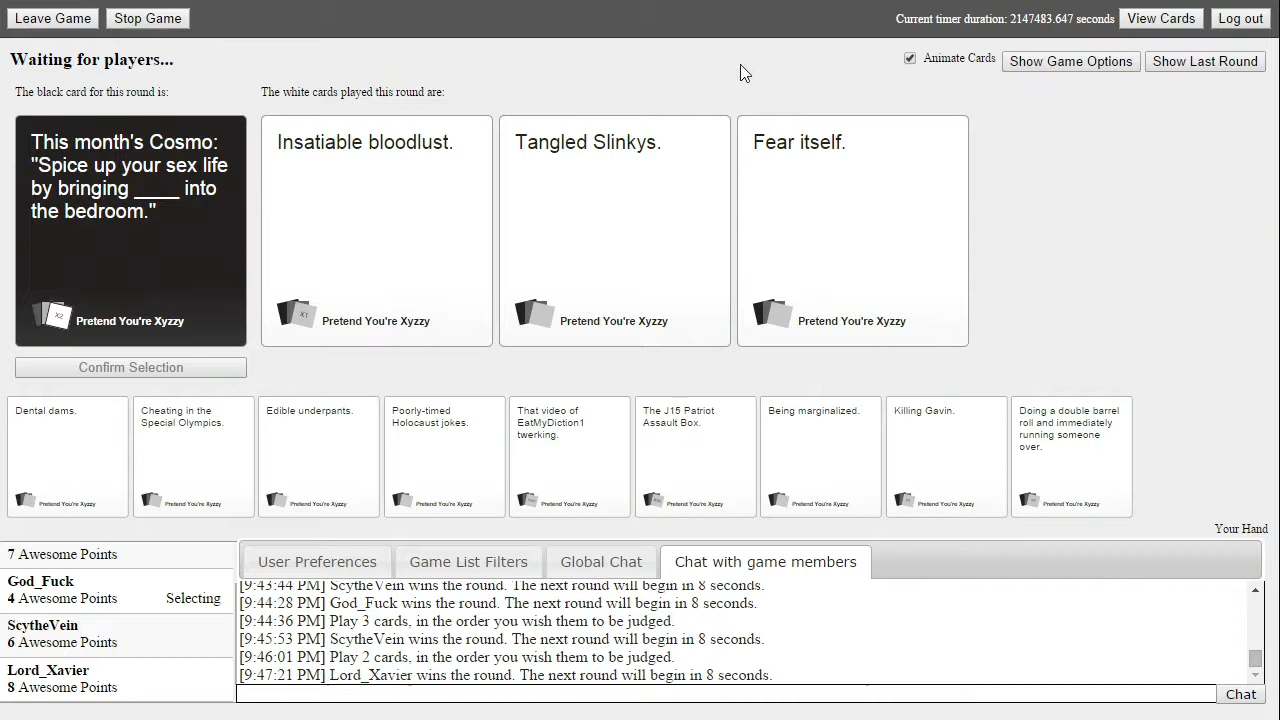 Leave Game Stop Game Current timer duration: 2147483.647 seconds View Cards Log out
Waiting for players... Animate Cards Show Game Options Show Last Round
The black card for this round is: The white cards played this round are:
This month's Cosmo:
"Spice up your sex life
by bringing ____ into
the bedroom."
X2 Pretend You're Xyzzy
Insatiable bloodlust.
X1 Pretend You're Xyzzy
Tangled Slinkys.
Pretend You're Xyzzy
Fear itself.
Pretend You're Xyzzy
Confirm Selection
Dental dams.
Pretend You're Xyzzy
Cheating in the
Special Olympics.
Pretend You're Xyzzy
Edible underpants.
Pretend You're Xyzzy
Poorly-timed
Holocaust jokes.
Pretend You're Xyzzy
That video of
EatMyDiction1
twerking.
Pretend You're Xyzzy
The J15 Patriot
Assault Box.
Pretend You're Xyzzy
Being marginalized.
Pretend You're Xyzzy
Killing Gavin.
Pretend You're Xyzzy
Doing a double barrel
roll and immediately
running someone
over.
Pretend You're Xyzzy
Your Hand
7 Awesome Points
God_Fuck
4 Awesome Points Selecting
ScytheVein
6 Awesome Points
Lord_Xavier
8 Awesome Points
User Preferences Game List Filters Global Chat Chat with game members
[9:43:44 PM] ScytheVein wins the round. The next round will begin in 8 seconds.
[9:44:28 PM] God_Fuck wins the round. The next round will begin in 8 seconds.
[9:44:36 PM] Play 3 cards, in the order you wish them to be judged.
[9:45:53 PM] ScytheVein wins the round. The next round will begin in 8 seconds.
[9:46:01 PM] Play 2 cards, in the order you wish them to be judged.
[9:47:21 PM] Lord_Xavier wins the round. The next round will begin in 8 seconds.
Chat